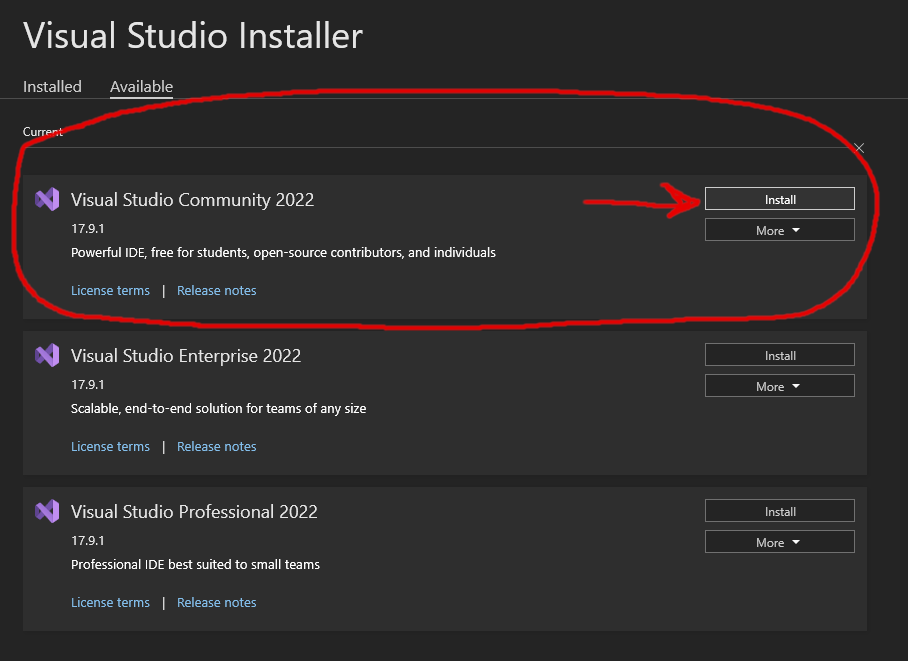 Visual Studio Installer
Installed Available
Current
Visual Studio Community 2022
Install
17.9.1
More
Powerful IDE, free for students, open-source contributors, and individuals
License terms | Release notes
Visual Studio Enterprise 2022
Install
17.9.1
More
Scalable, end-to-end solution for teams of any size
License terms | Release notes
Visual Studio Professional 2022
Install
17.9.1
More
Professional IDE best suited to small teams
License terms | Release notes